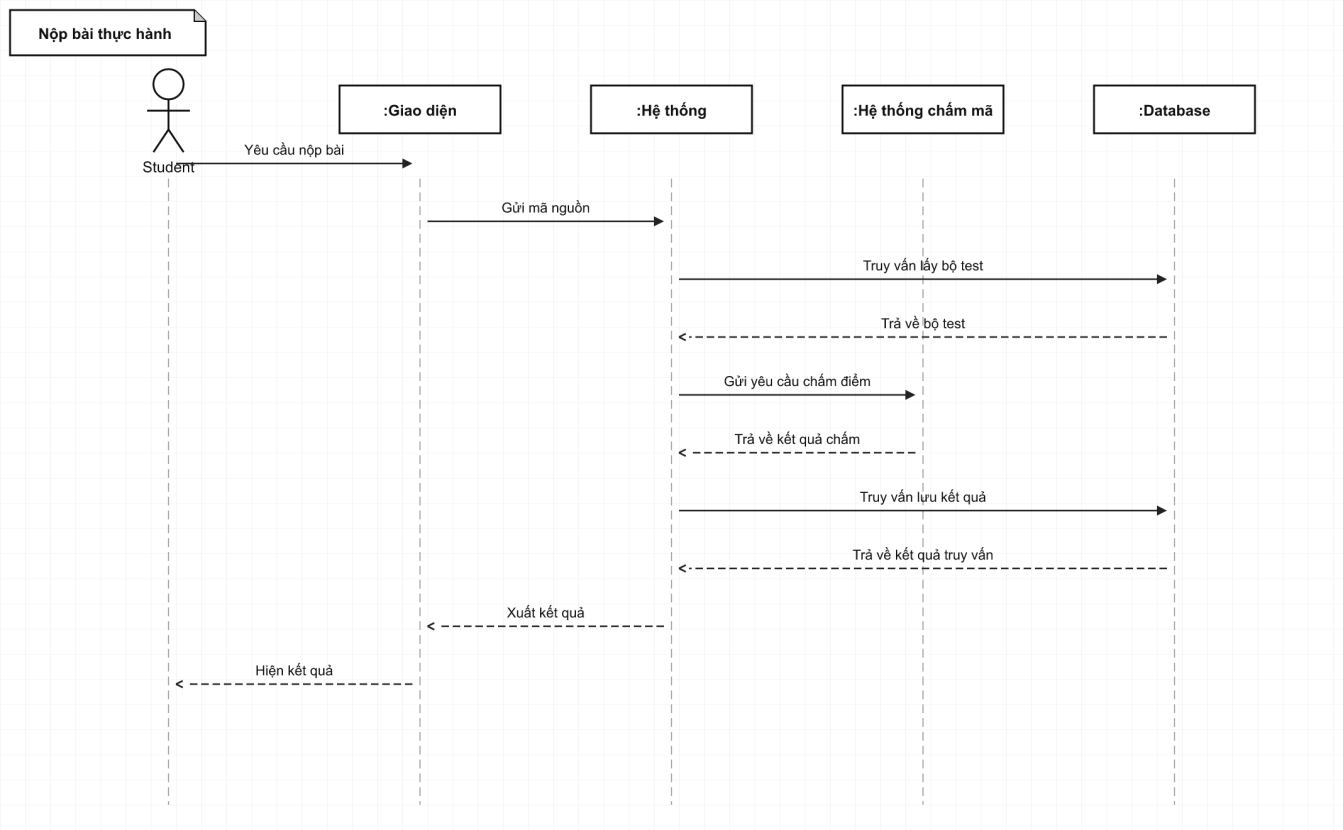 Nộp bài thực hành
:Giao diện
:Hệ thống
:Hệ thống chấm mã
:Database
Student
Yêu cầu nộp bài
Gửi mã nguồn
Truy vấn lấy bộ test
Trả về bộ test
Gửi yêu cầu chấm điểm
Trả về kết quả chấm
Truy vấn lưu kết quả
Trả về kết quả truy vấn
Xuất kết quả
Hiện kết quả